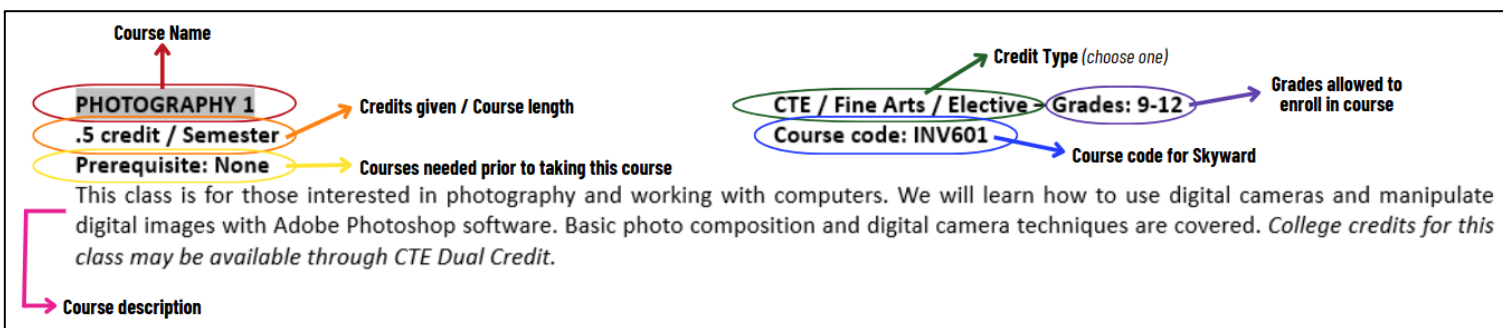 Course Name
Credit Type (choose one)
Grades allowed to
enroll in course
PHOTOGRAPHY 1
Credits given / Course length
CTE / Fine Arts / Elective – Grades: 9-12
.5 credit / Semester
Course code: INV601
Prerequisite: None
Courses needed prior to taking this course
Course code for Skyward
This class is for those interested in photography and working with computers. We will learn how to use digital cameras and manipulate
digital images with Adobe Photoshop software. Basic photo composition and digital camera techniques are covered. College credits for this
class may be available through CTE Dual Credit.
Course description